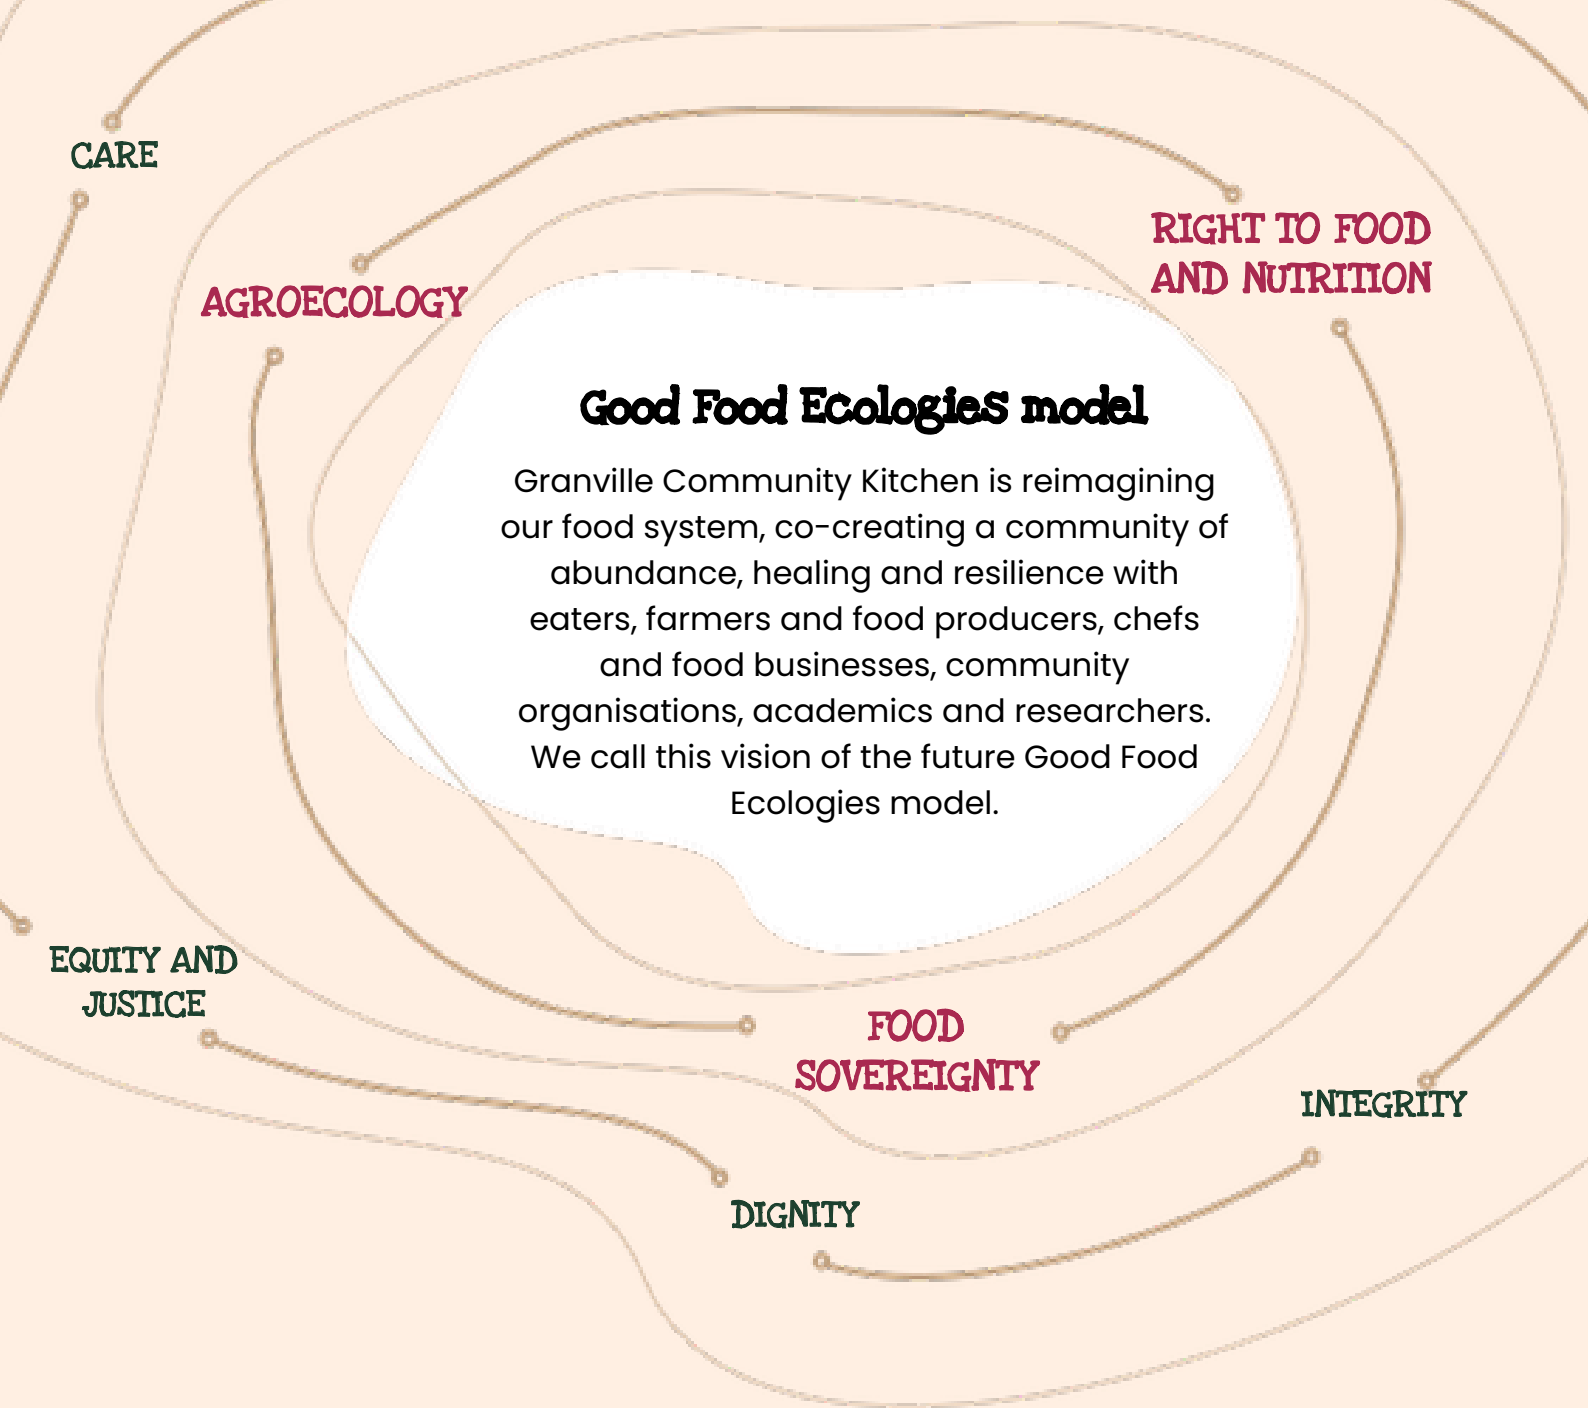 CARE
RIGHT TO FOOD
AND NUTRITION
AGROECOLOGY
Good Food Ecologies model
Granville Community Kitchen is reimagining
our food system, co-creating a community of
abundance, healing and resilience with
eaters, farmers and food producers, chefs
and food businesses, community
organisations, academics and researchers.
We call this vision of the future Good Food
Ecologies model.
EQUITY AND
JUSTICE
FOOD
SOVEREIGNTY
INTEGRITY
DIGNITY